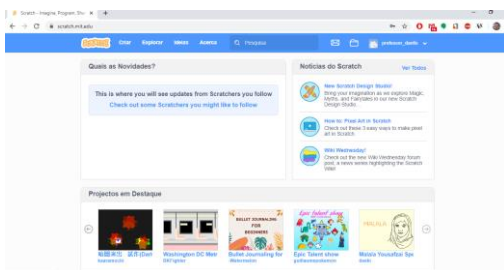 Scratch - Imagine, Program, Sha
scratch.mit.edu
SCRATCH Criar Explorar Ideias Acerca Pesquisa
Quais as Novidades?
This is where you will see updates from Scratchers you follow
Check out some Scratchers you might like to follow
Notícias do Scratch Ver Todos
New Scratch Design Studio!
Bring your imagination as we explore Magic,
Myths, and Fairytales in our new Scratch
Design Studio.
How to: Pixel Art in Scratch
Check out these 3 easy ways to make pixel
art in Scratch.
Wiki Wednesday!
Check out the new Wiki Wednesday forum
post, a news series highlighting the Scratch
Wiki!
Projectos em Destaque
BULLET JOURNALING
FOR
BEGINNERS
Epic talent show
MALALA
Washington DC Metr
Bullet Journaling for
Epic Talent show
Malala Yousafzai Spe